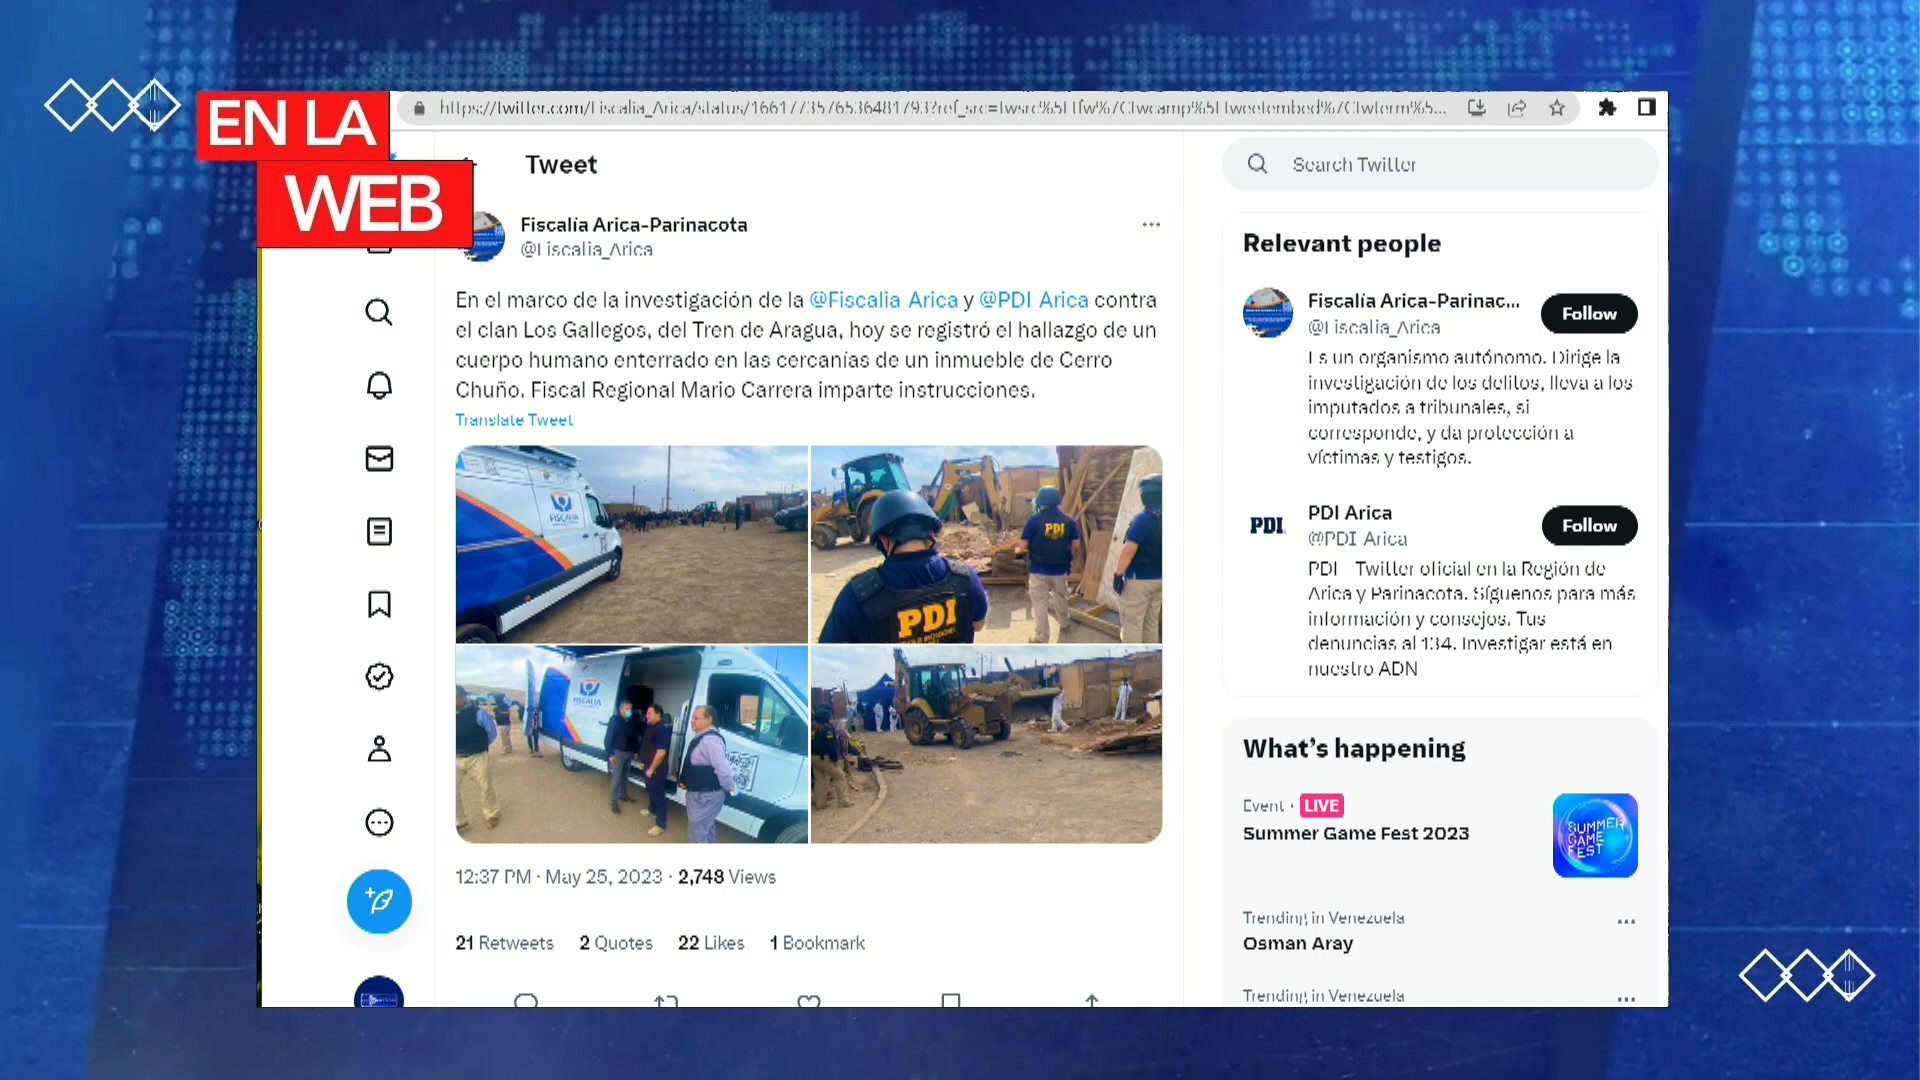 EN LA
WEB
Tweet
Search Twitter
Fiscalía Arica-Parinacota
@Fiscalia_Arica
En el marco de la investigación de la @Fiscalia_Arica y @PDI_Arica contra
el clan Los Gallegos, del Tren de Aragua, hoy se registró el hallazgo de un
cuerpo humano enterrado en las cercanías de un inmueble de Cerro
Chuño. Fiscal Regional Mario Carrera imparte instrucciones.
Translate Tweet
FISCALIA
PDI
PDI
FISCALIA
12:37 PM · May 25, 2023 · 2,748 Views
21 Retweets 2 Quotes 22 Likes 1 Bookmark
Relevant people
Fiscalía Arica-Parinac...
@Fiscalia_Arica
Follow
Es un organismo autónomo. Dirige la
investigación de los delitos, lleva a los
imputados a tribunales, si
corresponde, y da protección a
víctimas y testigos.
PDI
PDI Arica
@PDI_Arica
Follow
PDI - Twitter oficial en la Región de
Arica y Parinacota. Síguenos para más
información y consejos. Tus
denuncias al 134. Investigar está en
nuestro ADN
What's happening
Event · LIVE
Summer Game Fest 2023
SUMMER
GAME
FEST
Trending in Venezuela
Osman Aray
Trending in Venezuela